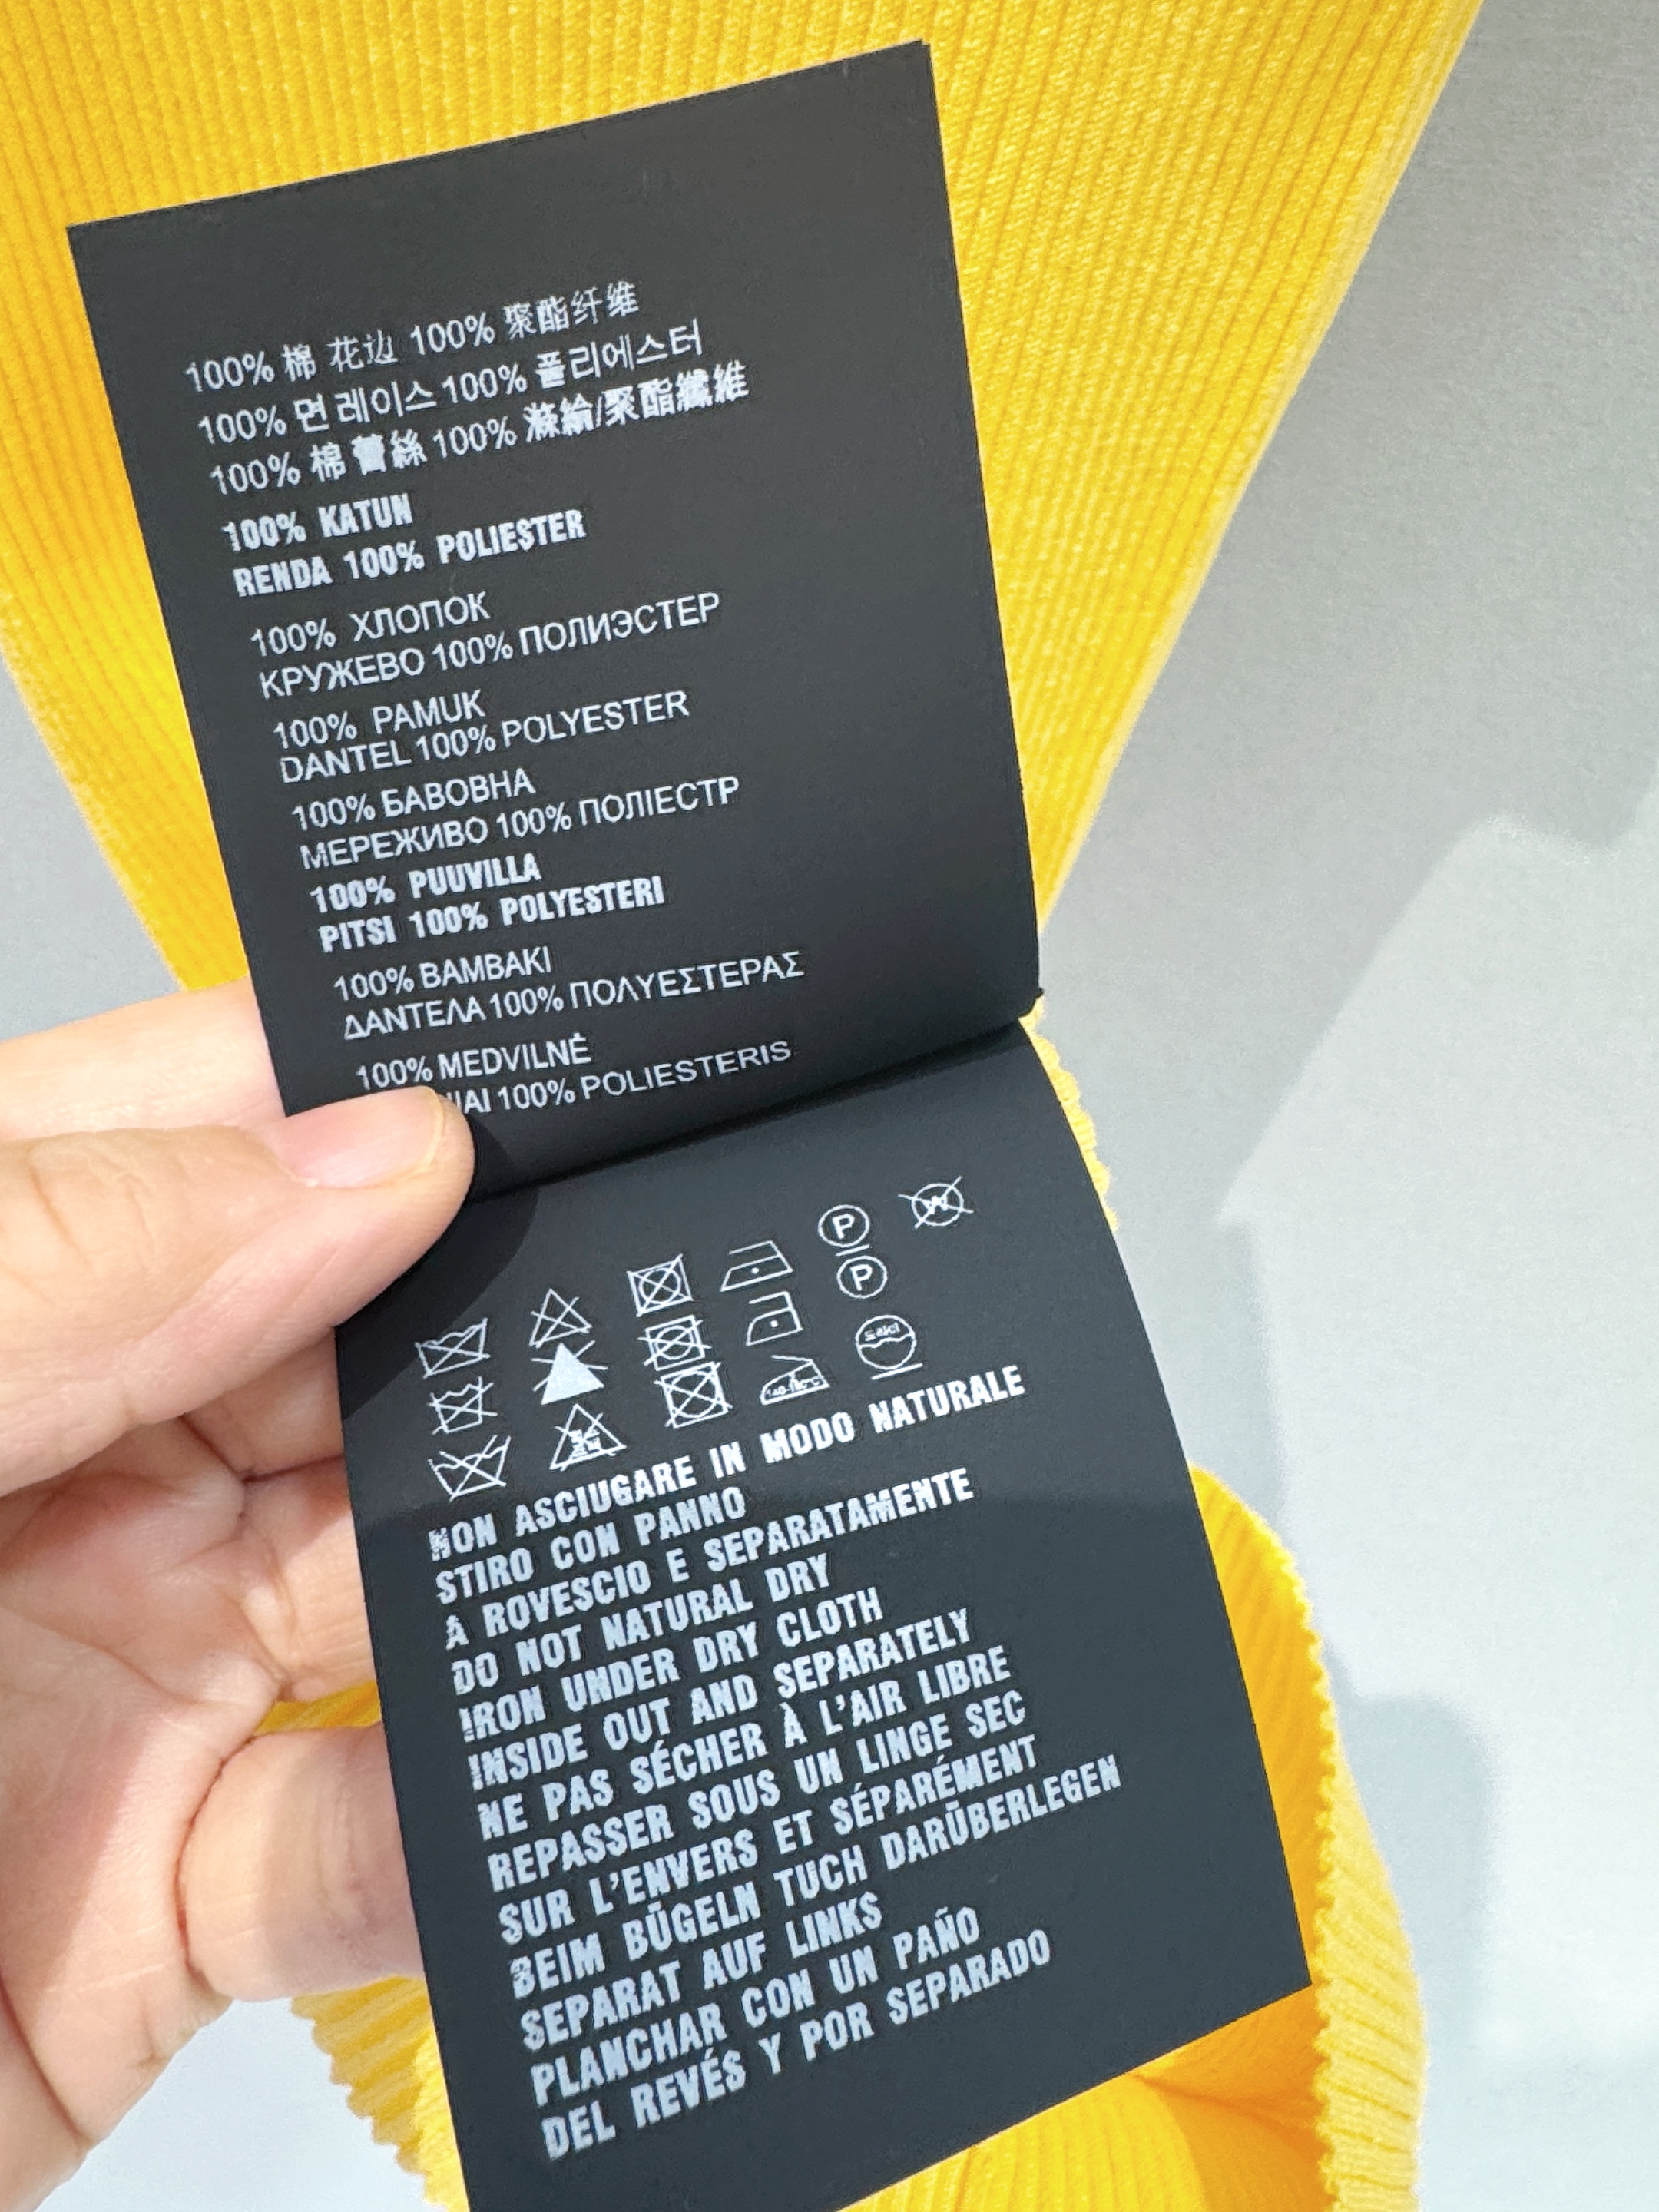 100% 棉 花边 100% 聚酯纤维
100% 면 레이스 100% 폴리에스터
100% 棉 蕾絲 100% 滌綸/聚酯纖維
100% KATUN
RENDA 100% POLIESTER
100% ХЛОПОК
КРУЖЕВО 100% ПОЛИЭСТЕР
100% PAMUK
DANTEL 100% POLYESTER
100% БАВОВНА
МЕРЕЖИВО 100% ПОЛІЕСТР
100% PUUVILLA
PITSI 100% POLYESTERI
100% ΒΑΜΒΑΚΙ
ΔΑΝΤΕΛΑ 100% ΠΟΛΥΕΣΤΕΡΑΣ
100% MEDVILNĖ
100% POLIESTERIS
P W
P
NON ASCIUGARE IN MODO NATURALE
STIRO CON PANNO
A ROVESCIO E SEPARATAMENTE
DO NOT NATURAL DRY
IRON UNDER DRY CLOTH
INSIDE OUT AND SEPARATELY
NE PAS SÉCHER À L'AIR LIBRE
REPASSER SOUS UN LINGE SEC
SUR L'ENVERS ET SÉPARÉMENT
BEIM BÜGELN TUCH DARÜBERLEGEN
SEPARAT AUF LINKS
PLANCHAR CON UN PAÑO
DEL REVÉS Y POR SEPARADO